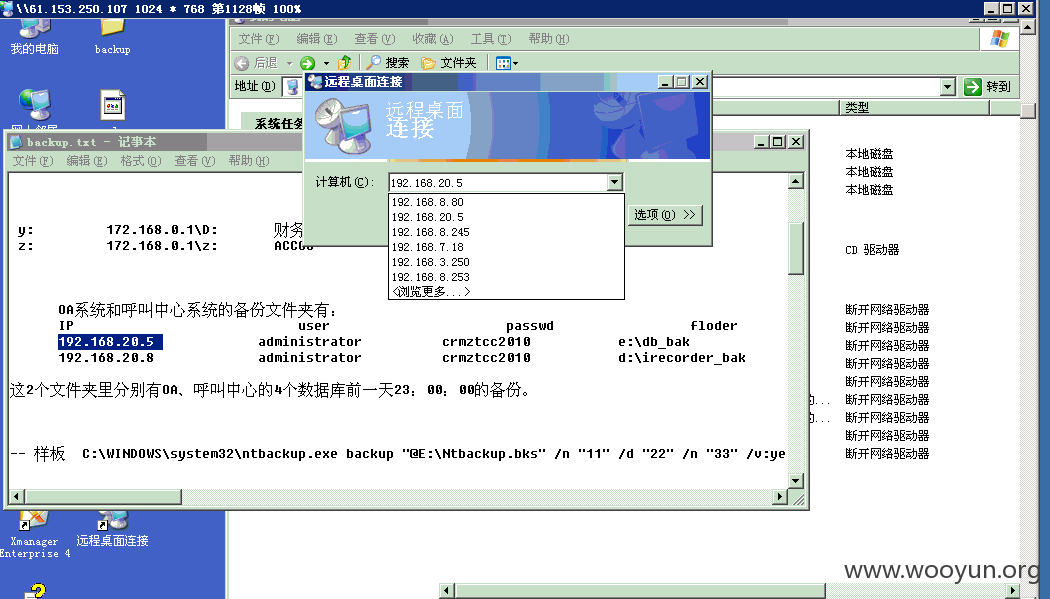 \\61.153.250.107 1024 * 768 第1128帧 100%
我的电脑
backup
文件(F) 编辑(E) 查看(V) 收藏(A) 工具(T) 帮助(H)
后退 搜索 文件夹
地址(D) 转到
系统任务
类型
远程桌面连接
远程桌面
连接
计算机(C): 192.168.20.5
192.168.8.80
192.168.20.5
192.168.8.245
192.168.7.18
192.168.3.250
192.168.8.253
<浏览更多...>
选项(O) >>
本地磁盘
本地磁盘
本地磁盘
CD 驱动器
断开网络驱动器
断开网络驱动器
断开网络驱动器
断开网络驱动器
断开网络驱动器
断开网络驱动器
断开网络驱动器
断开网络驱动器
断开网络驱动器
backup.txt - 记事本
文件(F) 编辑(E) 格式(O) 查看(V) 帮助(H)
y: 172.168.0.1\D: 财务
z: 172.168.0.1\z:
OA系统和呼叫中心系统的备份文件夹有:
IP user passwd floder
192.168.20.5 administrator crmztcc2010 e:\db_bak
192.168.20.8 administrator crmztcc2010 d:\irecorder_bak
这2个文件夹里分别有OA、呼叫中心的4个数据库前一天23: 00: 00的备份。
-- 样板 C:\WINDOWS\system32\ntbackup.exe backup "@E:\Ntbackup.bks" /n "11" /d "22" /n "33" /v:ye
Xmanager
Enterprise 4
远程桌面连接
www.wooyun.org